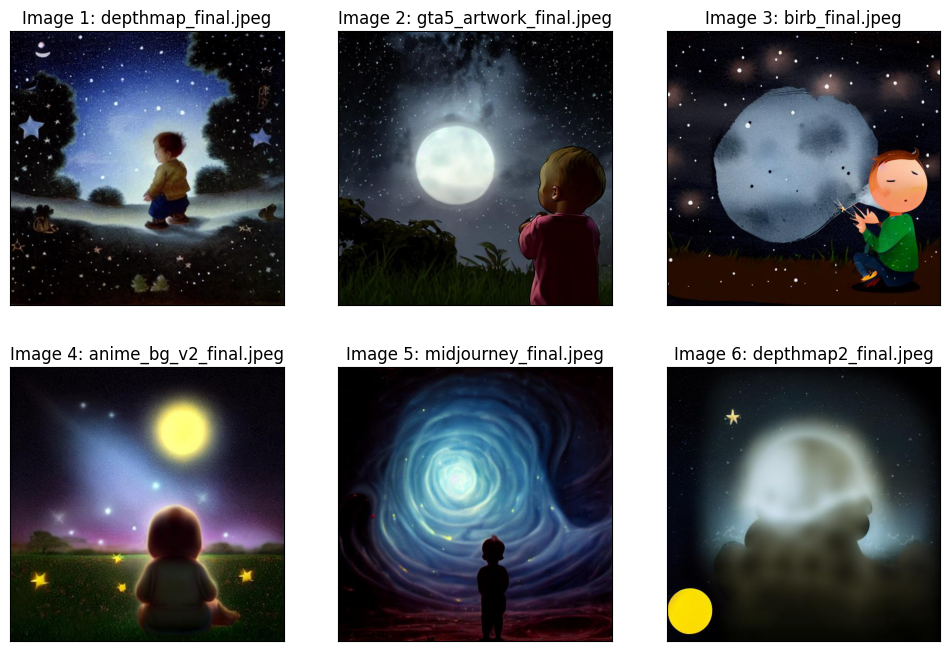 Image 1: depthmap_final.jpeg
Image 2: gta5_artwork_final.jpeg
Image 3: birb_final.jpeg
Image 4: anime_bg_v2_final.jpeg
Image 5: midjourney_final.jpeg
Image 6: depthmap2_final.jpeg